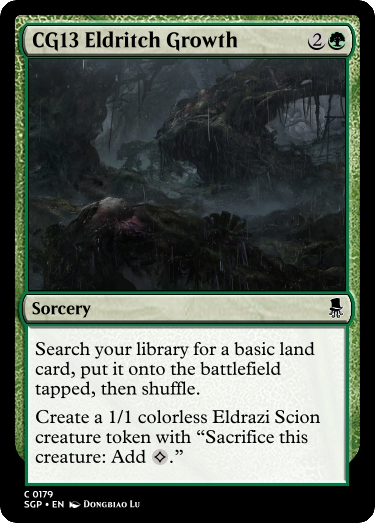 CG13 Eldritch Growth 2
Sorcery
Search your library for a basic land
card, put it onto the battlefield
tapped, then shuffle.
Create a 1/1 colorless Eldrazi Scion
creature token with “Sacrifice this
creature: Add .”
C 0179
SGP • EN Dongbiao Lu